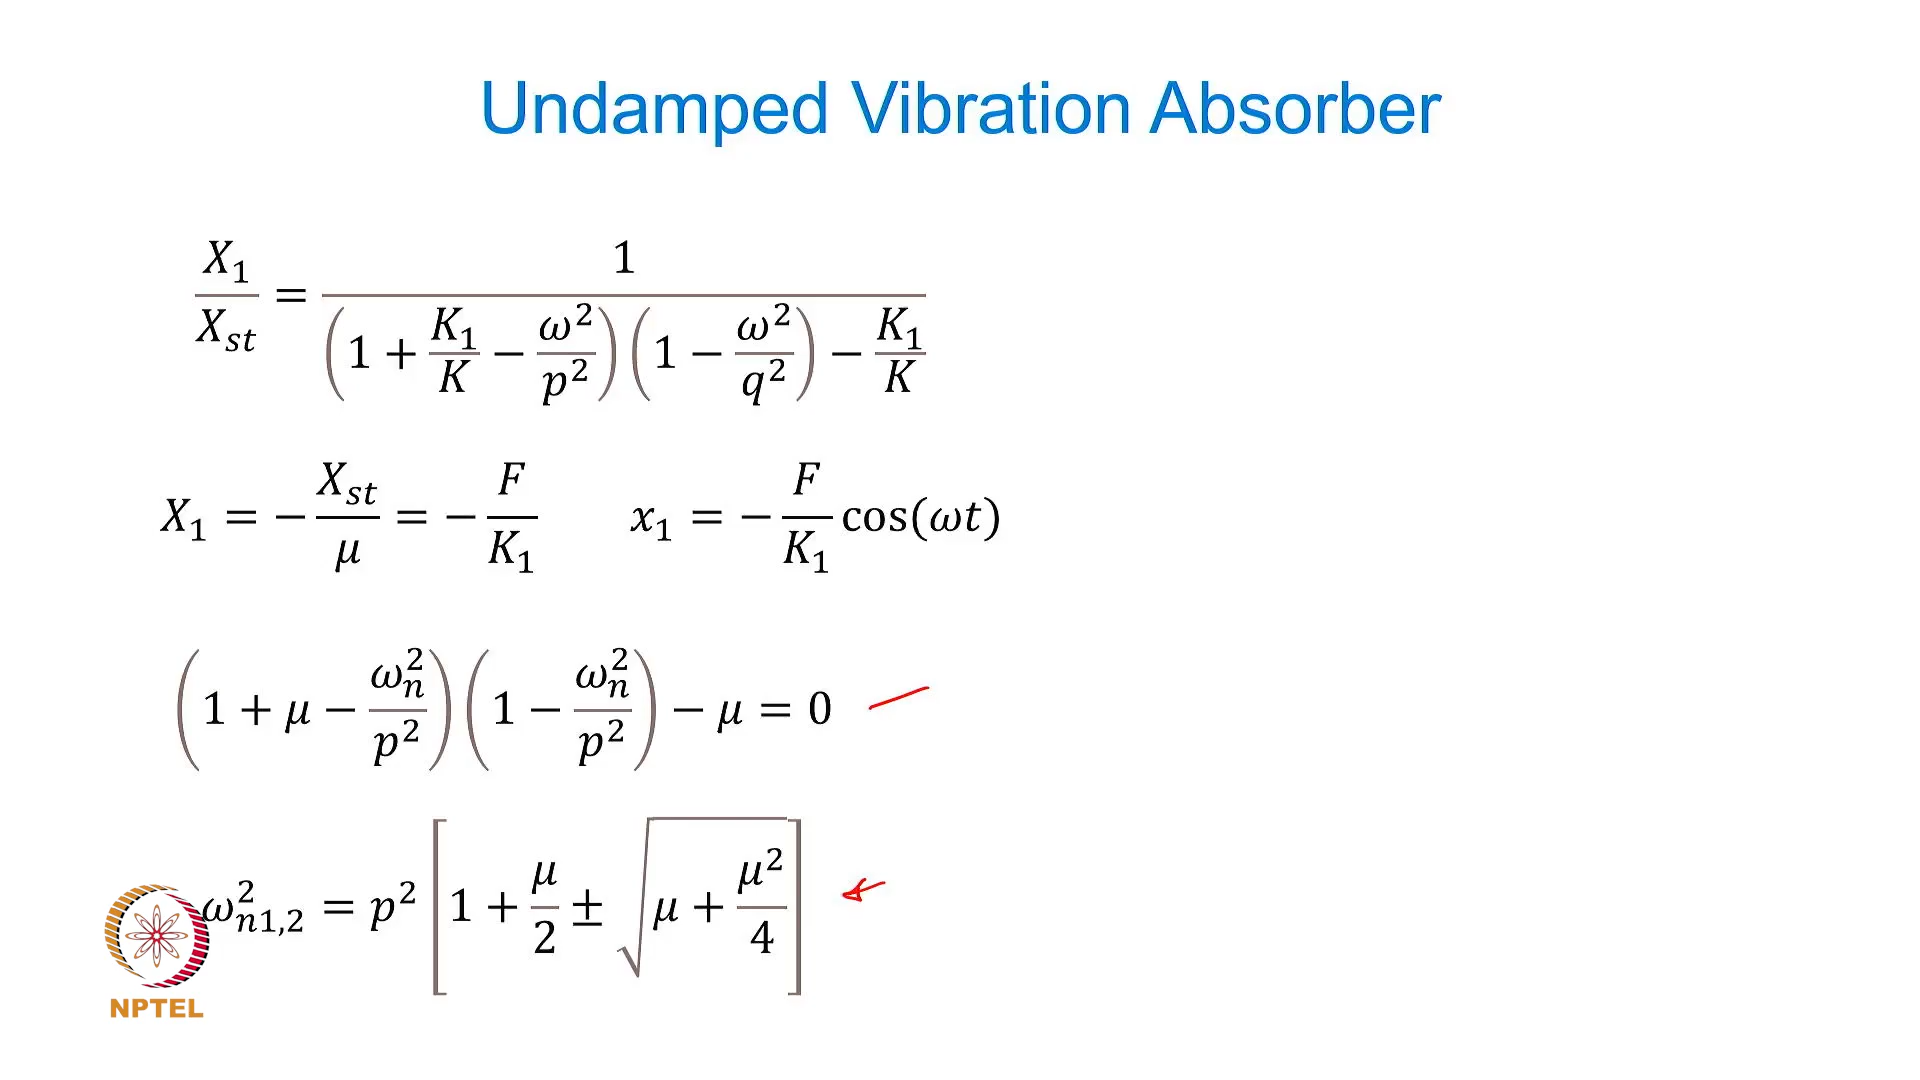 Undamped Vibration Absorber
X₁/X_st = 1/((1 + K₁/K − ω²/p²)(1 − ω²/q²) − K₁/K)
X₁ = −X_st/μ = −F/K₁ x₁ = −F/K₁ cos(ωt)
(1 + μ − ω_n²/p²)(1 − ω_n²/p²) − μ = 0
ω²_n1,2 = p² [1 + μ/2 ± √(μ + μ²/4)]
NPTEL